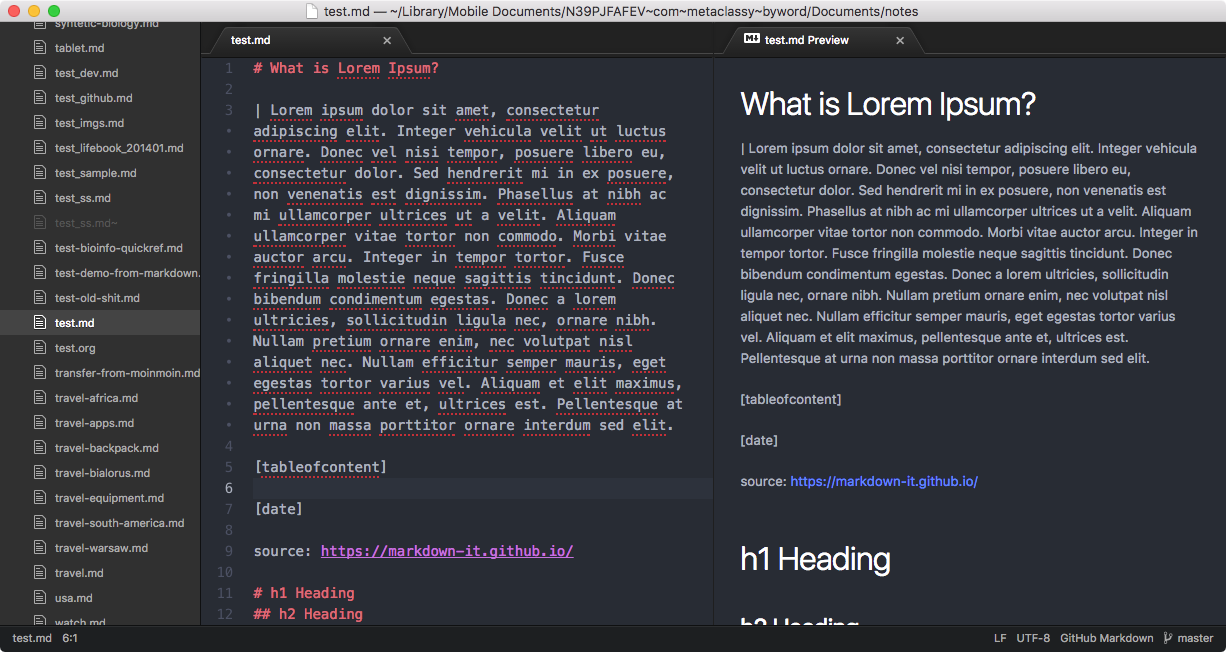 test.md — ~/Library/Mobile Documents/N39PJFAFEV~com~metaclassy~byword/Documents/notes
syntetic-biology.md
tablet.md
test_dev.md
test_github.md
test_imgs.md
test_lifebook_201401.md
test_sample.md
test_ss.md
test_ss.md~
test-bioinfo-quickref.md
test-demo-from-markdown.
test-old-shit.md
test.md
test.org
transfer-from-moinmoin.md
travel-africa.md
travel-apps.md
travel-backpack.md
travel-bialorus.md
travel-equipment.md
travel-south-america.md
travel-warsaw.md
travel.md
usa.md
watch.md
test.md
1 # What is Lorem Ipsum?
2
3 | Lorem ipsum dolor sit amet, consectetur
• adipiscing elit. Integer vehicula velit ut luctus
• ornare. Donec vel nisi tempor, posuere libero eu,
• consectetur dolor. Sed hendrerit mi in ex posuere,
• non venenatis est dignissim. Phasellus at nibh ac
• mi ullamcorper ultrices ut a velit. Aliquam
• ullamcorper vitae tortor non commodo. Morbi vitae
• auctor arcu. Integer in tempor tortor. Fusce
• fringilla molestie neque sagittis tincidunt. Donec
• bibendum condimentum egestas. Donec a lorem
• ultricies, sollicitudin ligula nec, ornare nibh.
• Nullam pretium ornare enim, nec volutpat nisl
• aliquet nec. Nullam efficitur semper mauris, eget
• egestas tortor varius vel. Aliquam et elit maximus,
• pellentesque ante et, ultrices est. Pellentesque at
• urna non massa porttitor ornare interdum sed elit.
4
5 [tableofcontent]
6
7 [date]
8
9 source: https://markdown-it.github.io/
10
11 # h1 Heading
12 ## h2 Heading
M↓ test.md Preview
What is Lorem Ipsum?
| Lorem ipsum dolor sit amet, consectetur adipiscing elit. Integer vehicula
velit ut luctus ornare. Donec vel nisi tempor, posuere libero eu,
consectetur dolor. Sed hendrerit mi in ex posuere, non venenatis est
dignissim. Phasellus at nibh ac mi ullamcorper ultrices ut a velit. Aliquam
ullamcorper vitae tortor non commodo. Morbi vitae auctor arcu. Integer in
tempor tortor. Fusce fringilla molestie neque sagittis tincidunt. Donec
bibendum condimentum egestas. Donec a lorem ultricies, sollicitudin
ligula nec, ornare nibh. Nullam pretium ornare enim, nec volutpat nisl
aliquet nec. Nullam efficitur semper mauris, eget egestas tortor varius
vel. Aliquam et elit maximus, pellentesque ante et, ultrices est.
Pellentesque at urna non massa porttitor ornare interdum sed elit.
[tableofcontent]
[date]
source: https://markdown-it.github.io/
h1 Heading
h2 Heading
test.md 6:1
LF UTF-8 GitHub Markdown master